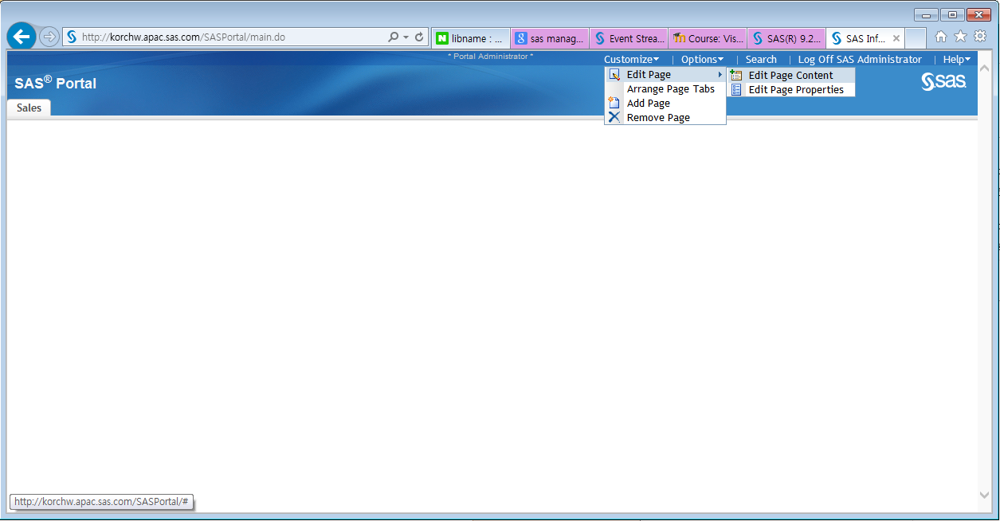 http://korchw.apac.sas.com/SASPortal/main.do
libname : ...
sas manag...
Event Strea...
Course: Vis...
SAS(R) 9.2...
SAS Inf...
* Portal Administrator *
Customize
Options
Search
Log Off SAS Administrator
Help
SAS® Portal
sas
Edit Page
Arrange Page Tabs
Add Page
Remove Page
Edit Page Content
Edit Page Properties
Sales
http://korchw.apac.sas.com/SASPortal/#